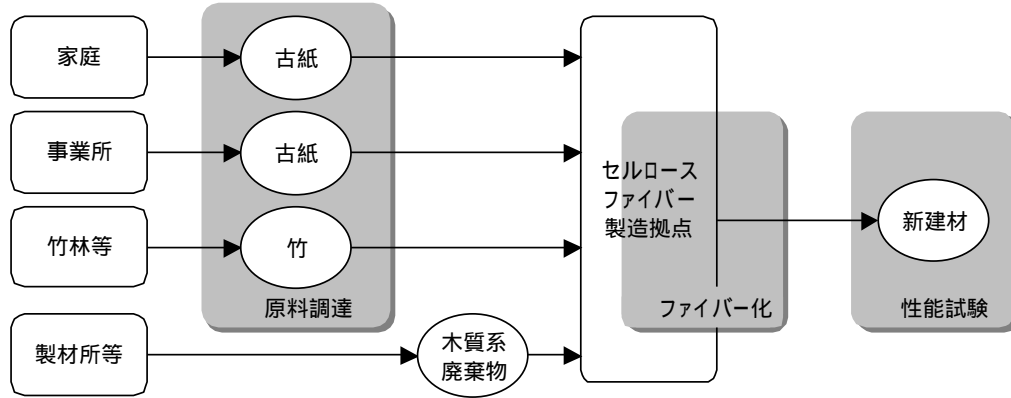 家庭
古紙
事業所
古紙
竹林等
竹
原料調達
製材所等
木質系
廃棄物
セルロース
ファイバー
製造拠点
ファイバー化
新建材
性能試験